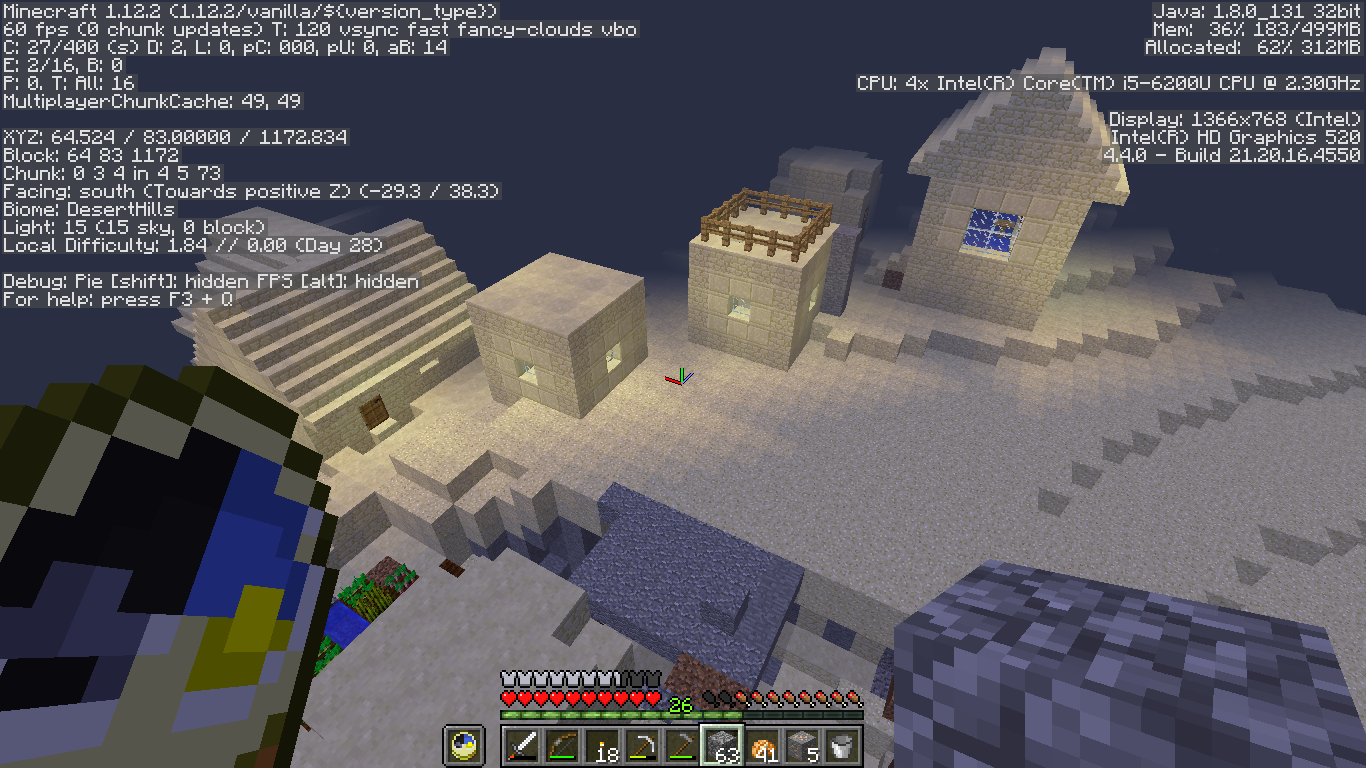 Minecraft 1.12.2 (1.12.2/vanilla/${version_type})
60 fps (0 chunk updates) T: 120 vsync fast fancy-clouds vbo
C: 27/400 (s) D: 2, L: 0, pC: 000, pU: 0, aB: 14
E: 2/16, B: 0
P: 0. T: All: 16
MultiplayerChunkCache: 49, 49
XYZ: 64.524 / 83.00000 / 1172.834
Block: 64 83 1172
Chunk: 0 3 4 in 4 5 73
Facing: south (Towards positive Z) (-29.3 / 38.3)
Biome: DesertHills
Light: 15 (15 sky, 0 block)
Local Difficulty: 1.84 // 0.00 (Day 28)
Debug: Pie [shift]: hidden FPS [alt]: hidden
For help: press F3 + Q
Java: 1.8.0_131 32bit
Mem: 36% 183/499MB
Allocated: 62% 312MB
CPU: 4x Intel(R) Core(TM) i5-6200U CPU @ 2.30GHz
Display: 1366x768 (Intel)
Intel(R) HD Graphics 520
4.4.0 - Build 21.20.16.4550
26
18 63 41 5